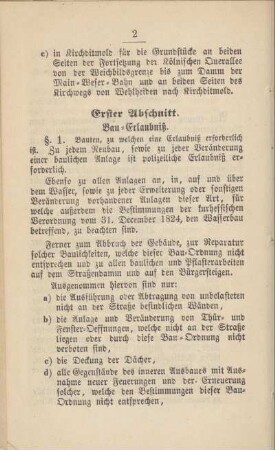 2
c) in Kirchditmold für die Grundstücke an beiden
Seiten der Fortsetzung der Kölnischen Querallee
von der Weichbildsgrenze bis zum Damm der
Main-Weser-Bahn und an beiden Seiten des
Kirchwegs von Wehlheiden nach Kirchditmold.
Erster Abschnitt.
Bau-Erlaubniß.
§. 1. Bauten, zu welchen eine Erlaubniß erforderlich
ist. Zu jedem Neubau, sowie zu jeder Veränderung
einer baulichen Anlage ist polizeiliche Erlaubniß er-
forderlich.
Ebenso zu allen Anlagen an, in, auf und über
dem Wasser, sowie zu jeder Erweiterung oder sonstigen
Veränderung vorhandener Anlagen dieser Art, für
welche außerdem die Bestimmungen der kurhessischen
Verordnung vom 31. December 1824, den Wasserbau
betreffend, zu beachten sind.
Ferner zum Abbruch der Gebäude, zur Reparatur
solcher Baulichkeiten, welche dieser Bau-Ordnung nicht
entsprechen und zu allen baulichen und Pflasterarbeiten
auf dem Straßendamm und auf den Bürgersteigen.
Ausgenommen hiervon sind nur:
a) die Ausführung oder Abtragung von unbelasteten
nicht an der Straße befindlichen Wänden,
b) die Anlage und Veränderung von Thür- und
Fenster-Oeffnungen, welche nicht an der Straße
liegen oder durch diese Bau-Ordnung nicht
verboten sind,
c) die Deckung der Dächer,
d) alle Gegenstände des inneren Ausbaues mit Aus-
nahme neuer Feuerungen und der Erneuerung
solcher, welche den Bestimmungen dieser Bau-
Ordnung nicht entsprechen,